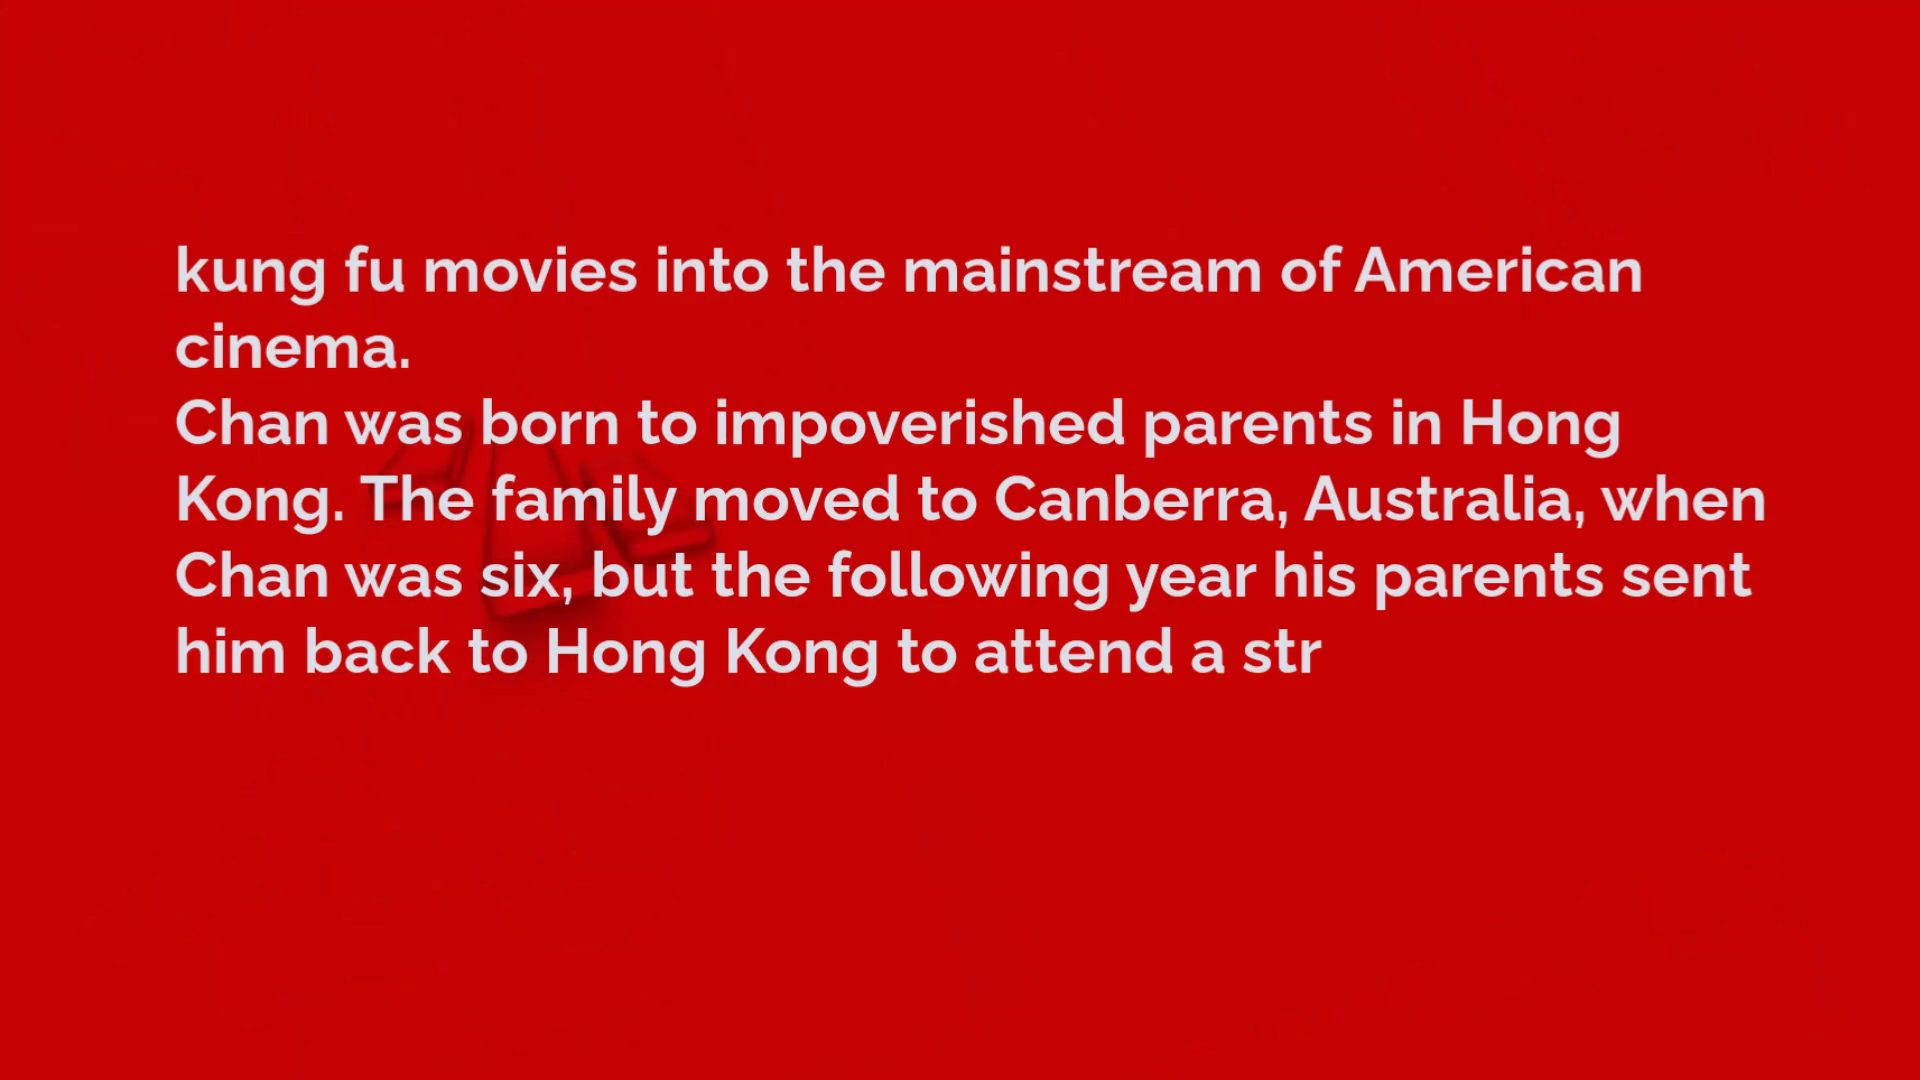 kung fu movies into the mainstream of American
cinema.
Chan was born to impoverished parents in Hong
Kong. The family moved to Canberra, Australia, when
Chan was six, but the following year his parents sent
him back to Hong Kong to attend a str